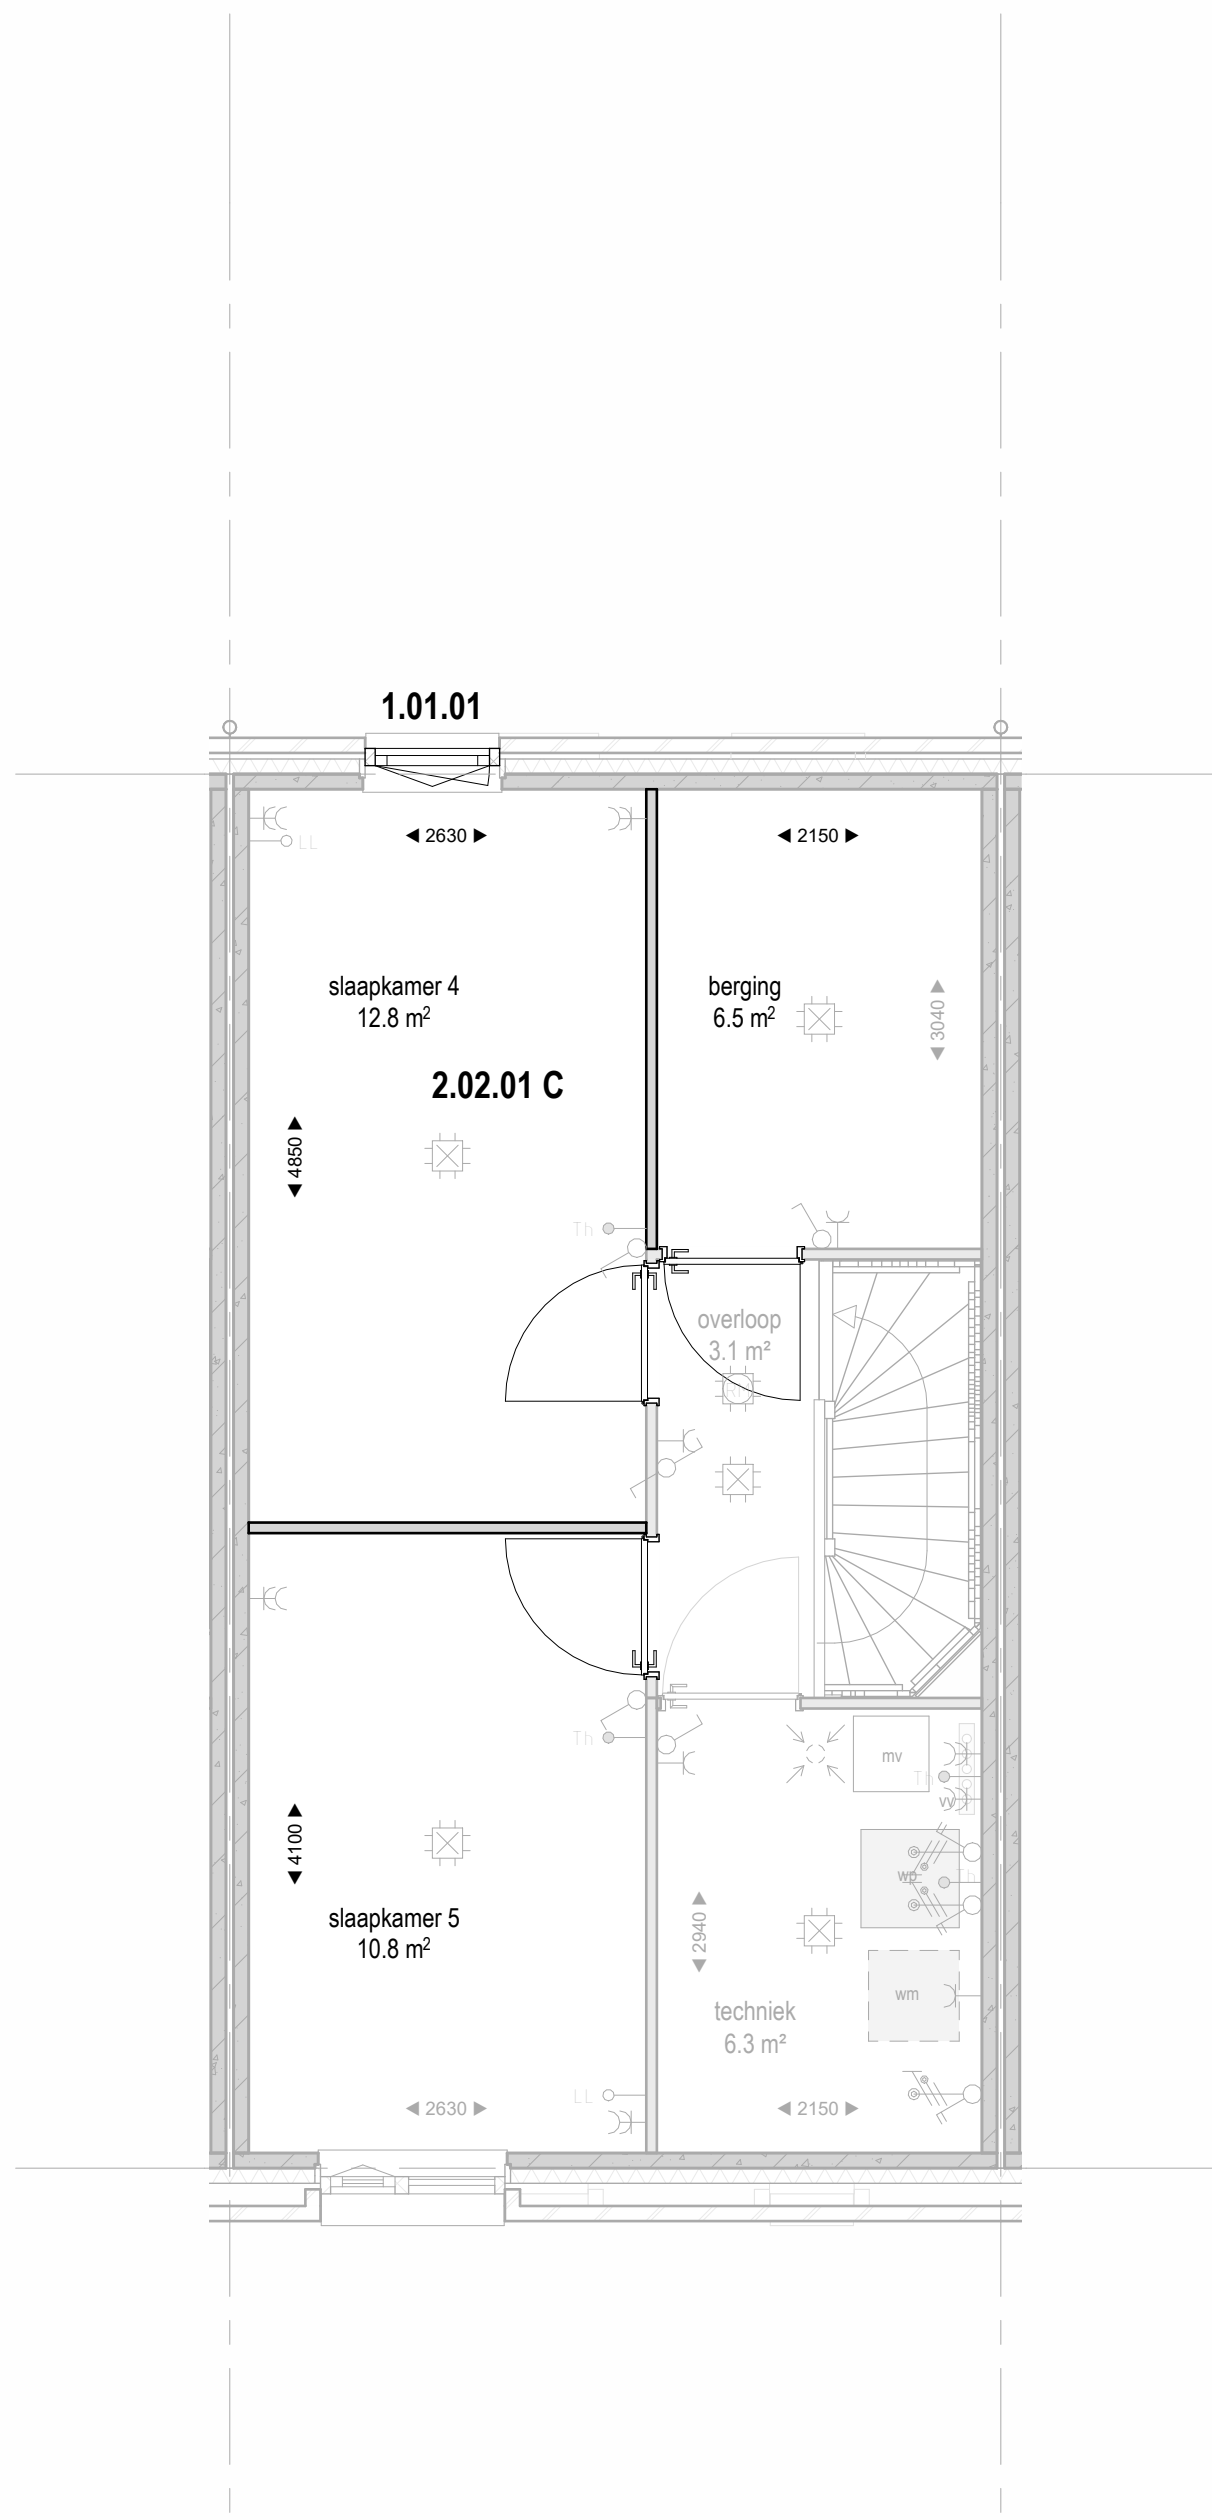 1.01.01
2630
2150
LL
slaapkamer 4
12.8 m²
berging
6.5 m²
3040
2.02.01 C
4850
Th
overloop
3.1 m²
Th
mv
Th
vv
4100
wp
Th
slaapkamer 5
10.8 m²
2940
wm
techniek
6.3 m²
LL
2630
2150